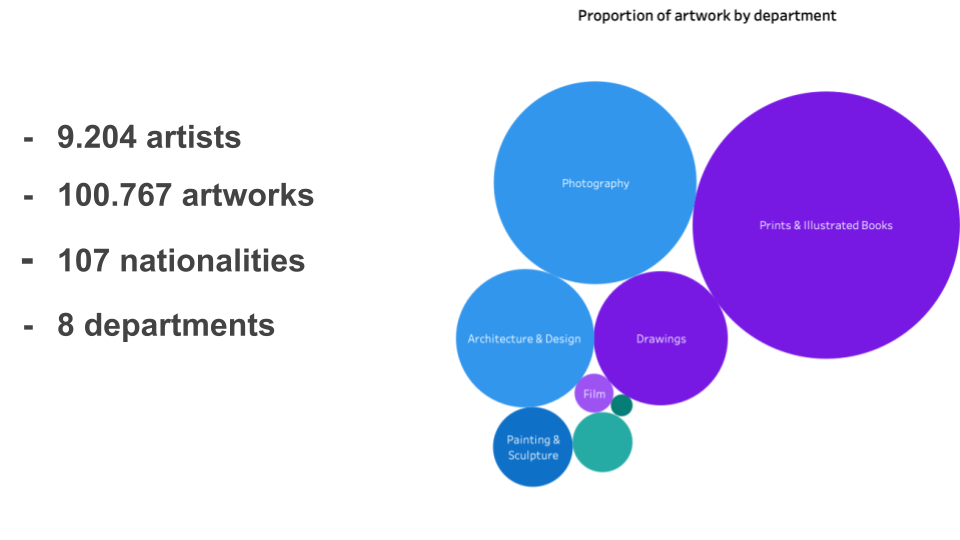 Proportion of artwork by department
- 9.204 artists
- 100.767 artworks
- 107 nationalities
- 8 departments
Photography
Prints & Illustrated Books
Architecture & Design
Drawings
Film
Painting &
Sculpture